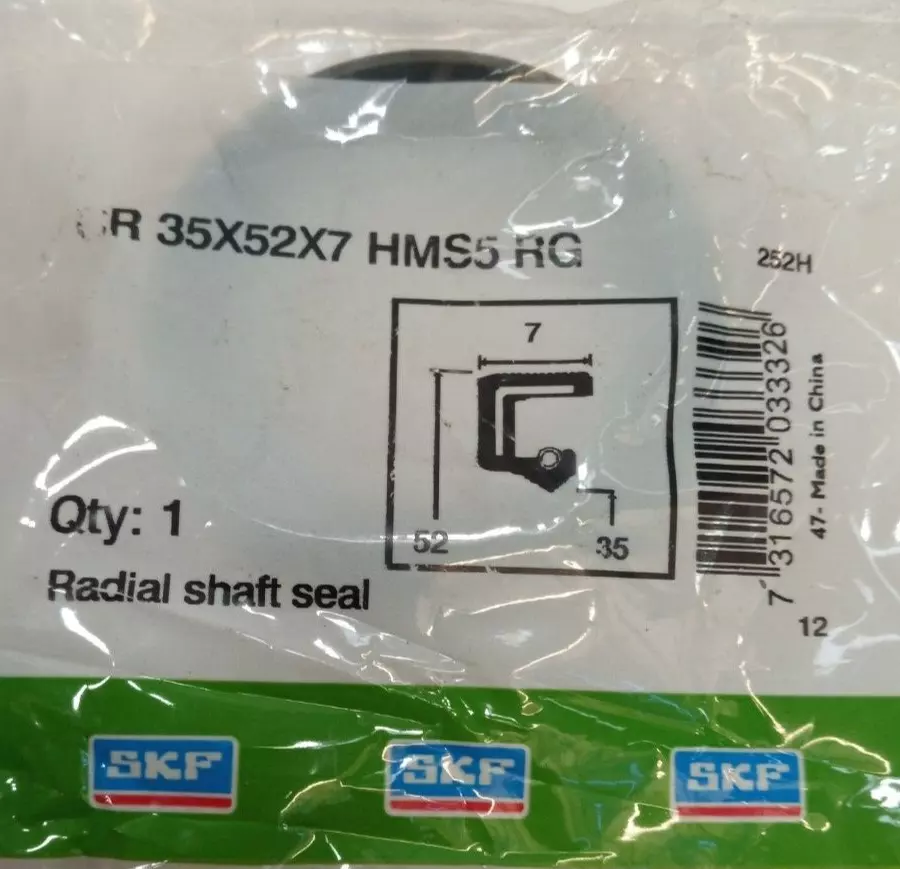 CR 35X52X7 HMS5 RG
252H
7
52
35
7 316572 033326
47- Made in China
12
Qty: 1
Radial shaft seal
SKF SKF SKF